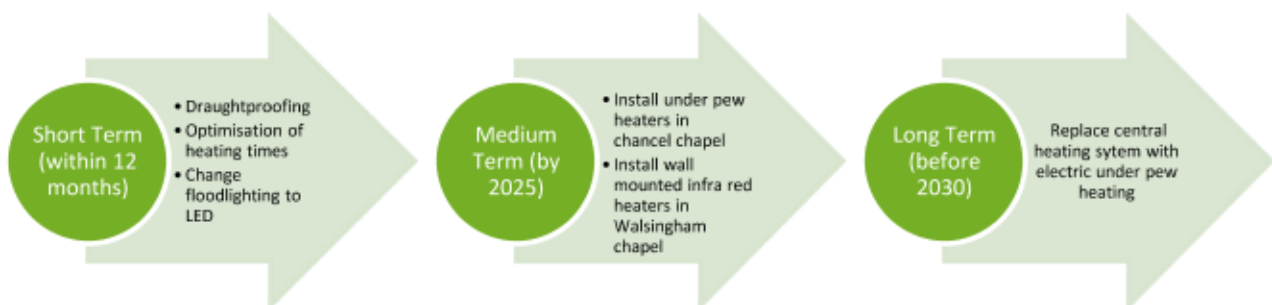 Short Term
(within 12
months)
• Draughtproofing
• Optimisation of
heating times
• Change
floodlighting to
LED
Medium
Term (by
2025)
• Install under pew
heaters in
chancel chapel
• Install wall
mounted infra red
heaters in
Walsingham
chapel
Long Term
(before
2030)
Replace central
heating sytem with
electric under pew
heating